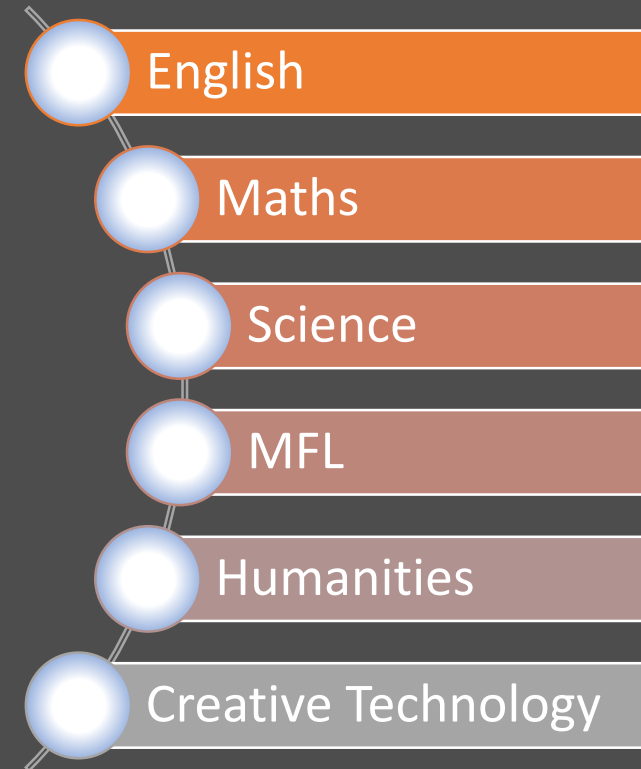 English
Maths
Science
MFL
Humanities
Creative Technology